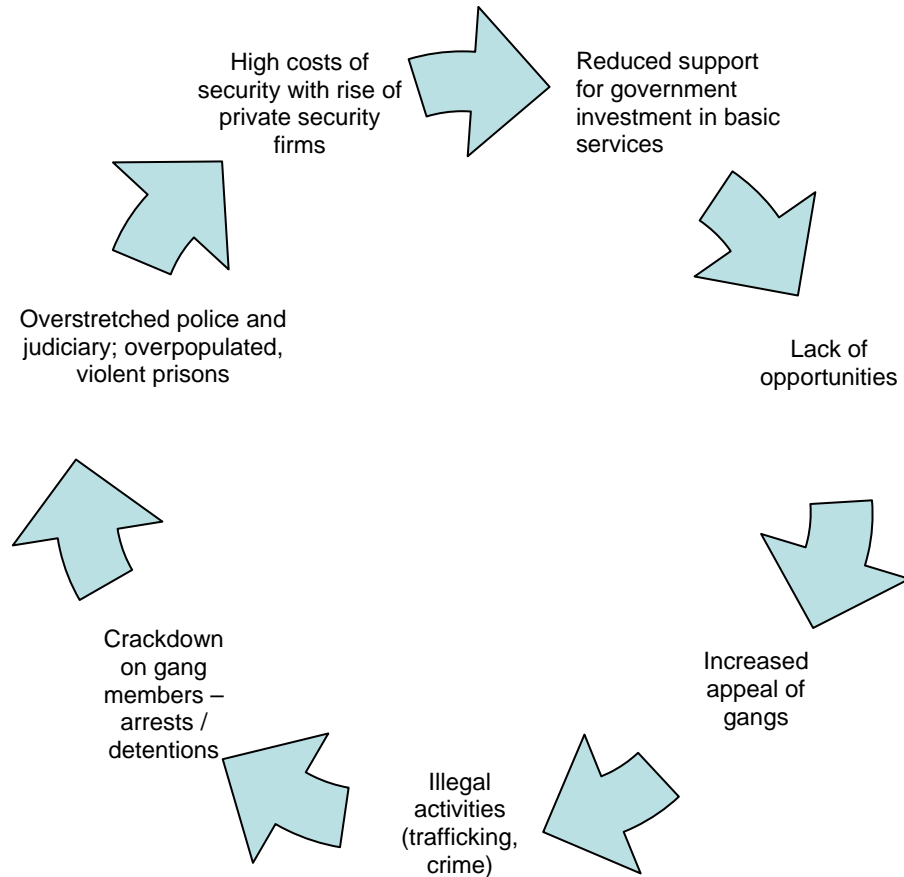 High costs of
security with rise of
private security
firms
Reduced support
for government
investment in basic
services
Lack of
opportunities
Increased
appeal of
gangs
Illegal
activities
(trafficking,
crime)
Crackdown
on gang
members –
arrests /
detentions
Overstretched police and
judiciary; overpopulated,
violent prisons